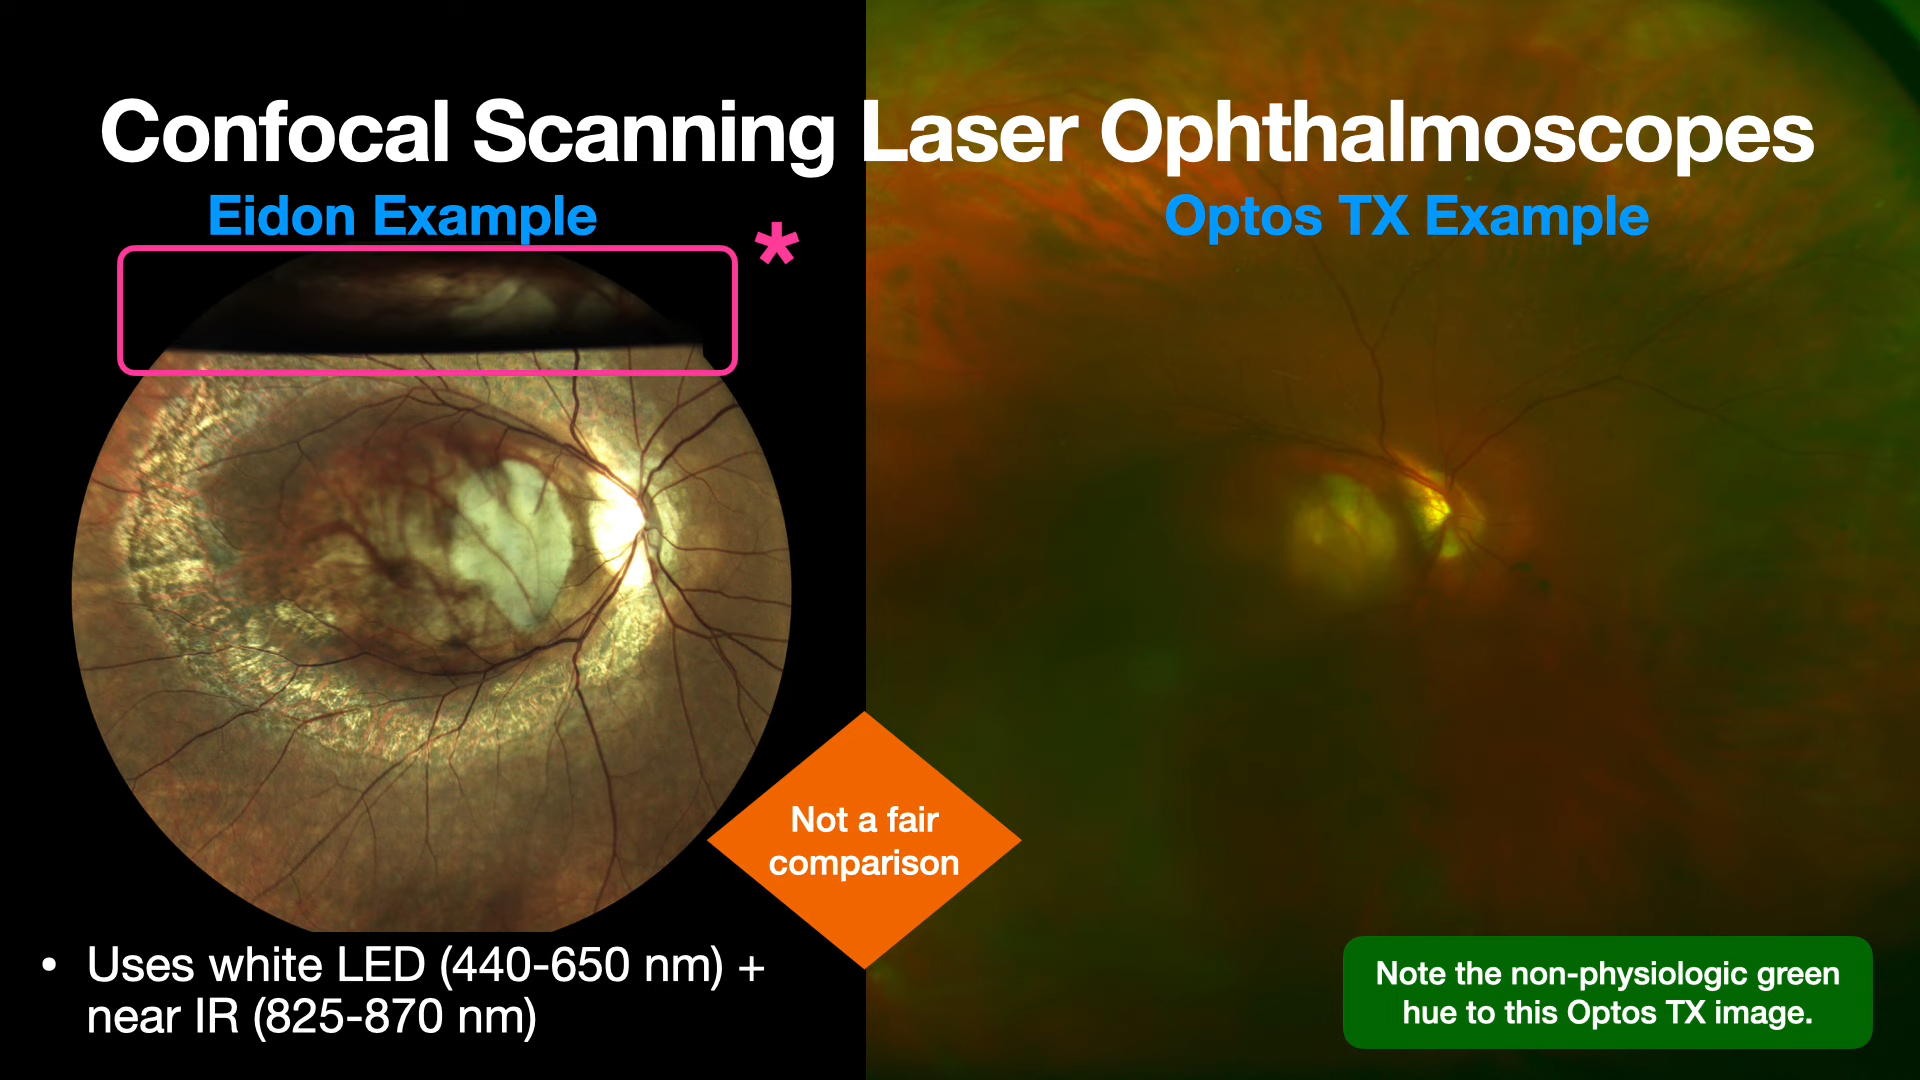 Confocal Scanning Laser Ophthalmoscopes
Eidon Example
*
Optos TX Example
Not a fair
comparison
• Uses white LED (440-650 nm) +
near IR (825-870 nm)
Note the non-physiologic green
hue to this Optos TX image.